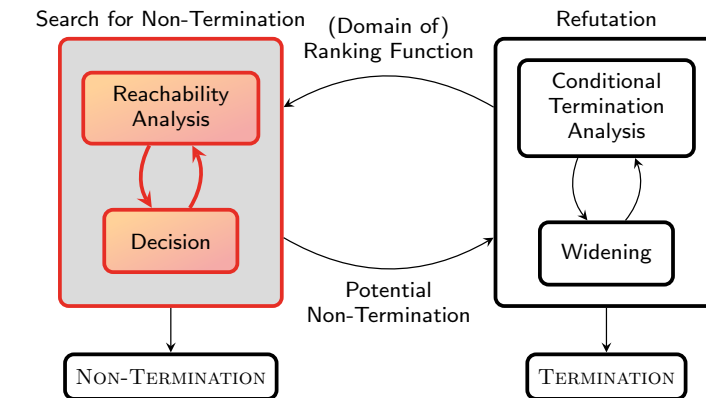 Search for Non-Termination
(Domain of)
Ranking Function
Refutation
Reachability
Analysis
Decision
Conditional
Termination
Analysis
Widening
Potential
Non-Termination
NON-TERMINATION
TERMINATION